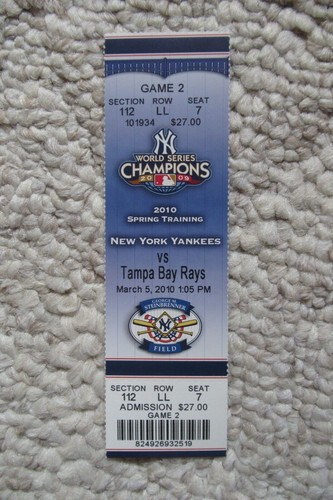 GAME 2
SECTION ROW SEAT
112 LL 7
101934 $27.00
NY
WORLD SERIES
CHAMPIONS
2009
2010
SPRING TRAINING
NEW YORK YANKEES
VS
Tampa Bay Rays
March 5, 2010 1:05 PM
GEORGE M.
STEINBRENNER
NY
FIELD
SECTION ROW SEAT
112 LL 7
ADMISSION $27.00
GAME 2
824926932519